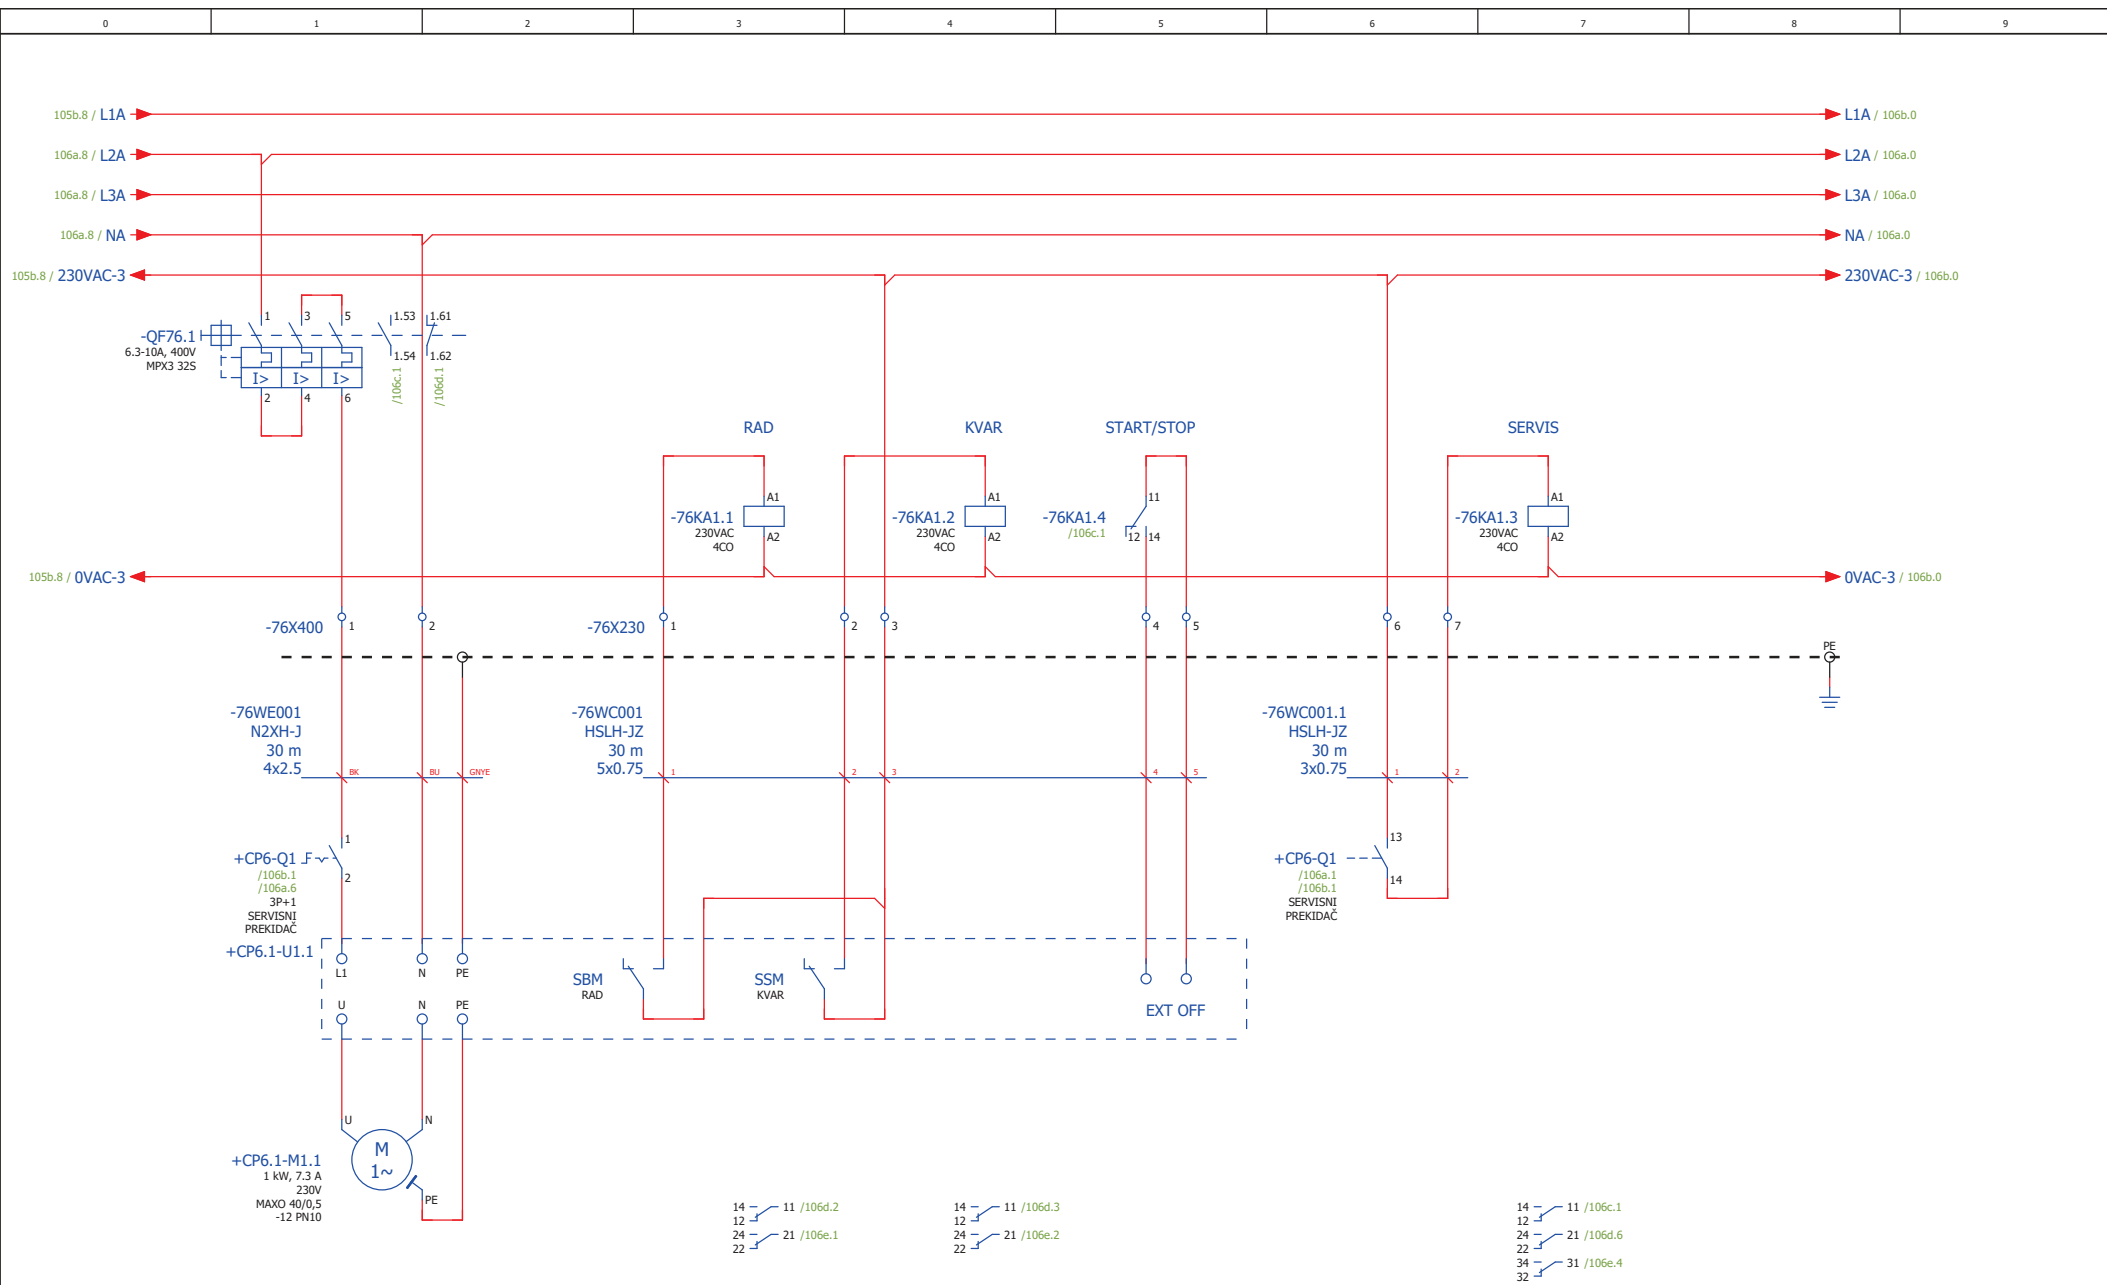 0 1 2 3 4 5 6 7 8 9
105b.8 / L1A L1A / 106b.0
106a.8 / L2A L2A / 106a.0
106a.8 / L3A L3A / 106a.0
106a.8 / NA NA / 106a.0
105b.8 / 230VAC-3 230VAC-3 / 106b.0
1 3 5 1.53 1.61
-QF76.1
6.3-10A, 400V
MPX3 32S
1.54 1.62
I> I> I>
/106c.1 /106d.1
2 4 6
RAD KVAR START/STOP SERVIS
A1 A1 11 A1
-76KA1.1 -76KA1.2 -76KA1.4 -76KA1.3
230VAC 230VAC /106c.1 230VAC
A2 A2 12 14 A2
4CO 4CO 4CO
105b.8 / 0VAC-3 0VAC-3 / 106b.0
-76X400 1 2 -76X230 1 2 3 4 5 6 7
PE
-76WE001 -76WC001 -76WC001.1
N2XH-J HSLH-JZ HSLH-JZ
30 m 30 m 30 m
4x2.5 5x0.75 3x0.75
BK BU GNYE 1 2 3 4 5 1 2
1 13
+CP6-Q1 +CP6-Q1
/106b.1 2 /106a.1 14
/106a.6 /106b.1
3P+1 SERVISNI
SERVISNI PREKIDAČ
PREKIDAČ
+CP6.1-U1.1
L1 N PE
SBM SSM
RAD KVAR
U N PE
EXT OFF
U N
M
1~
+CP6.1-M1.1
1 kW, 7.3 A
230V
MAXO 40/0,5
-12 PN10
PE
14 11 /106d.2 14 11 /106d.3 14 11 /106c.1
12 12 12
24 21 /106e.1 24 21 /106e.2 24 21 /106d.6
22 22 22
34 31 /106e.4
32